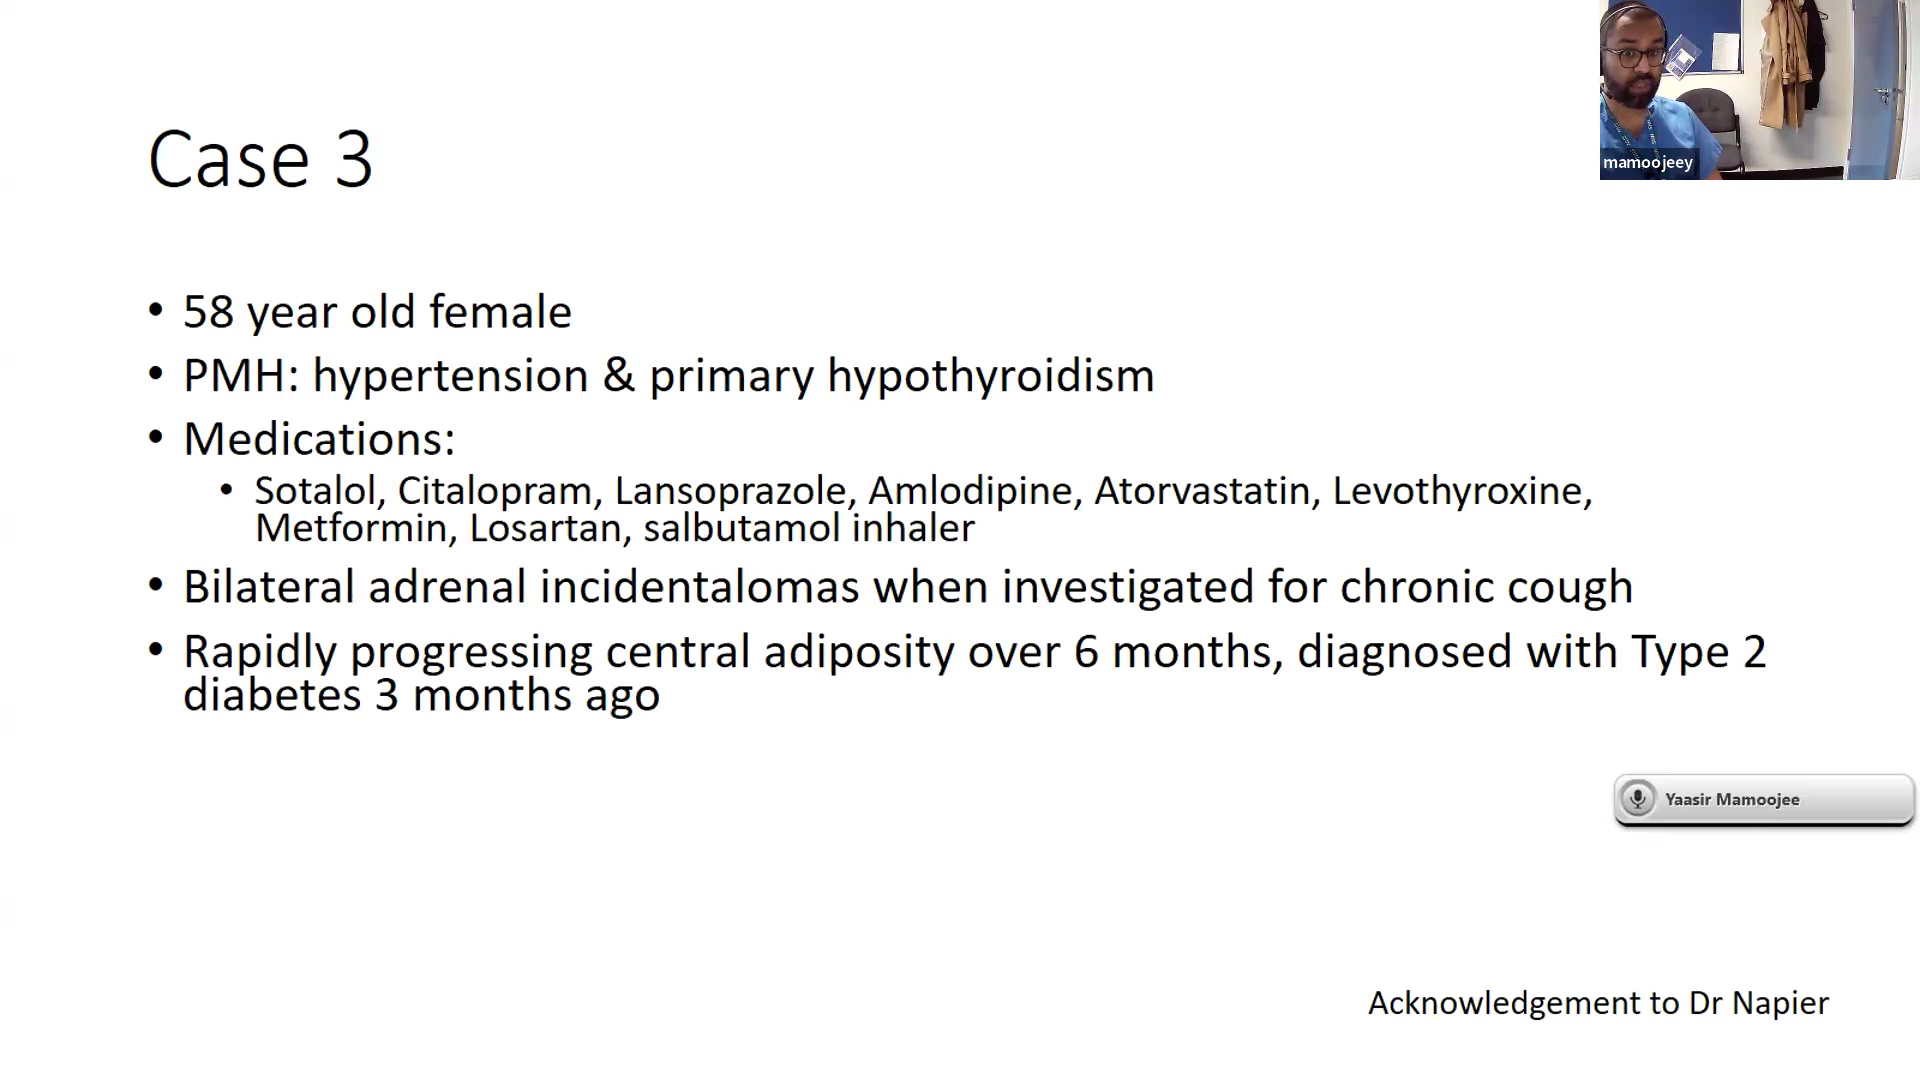 mamoojeey
Case 3
• 58 year old female
• PMH: hypertension & primary hypothyroidism
• Medications:
• Sotalol, Citalopram, Lansoprazole, Amlodipine, Atorvastatin, Levothyroxine,
Metformin, Losartan, salbutamol inhaler
• Bilateral adrenal incidentalomas when investigated for chronic cough
• Rapidly progressing central adiposity over 6 months, diagnosed with Type 2
diabetes 3 months ago
Yaasir Mamoojee
Acknowledgement to Dr Napier